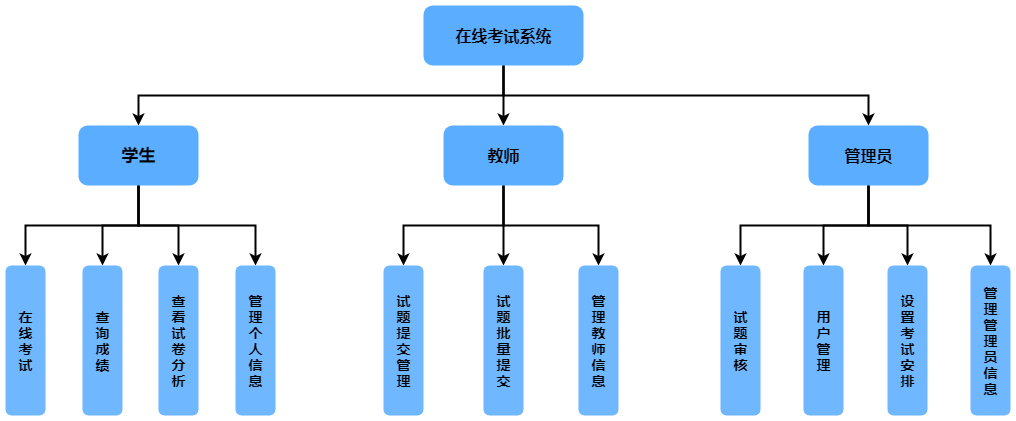 在线考试系统
学生
教师
管理员
在线考试
查询成绩
查看试卷分析
管理个人信息
试题提交管理
试题批量提交
管理教师信息
试题审核
用户管理
设置考试安排
管理管理员信息